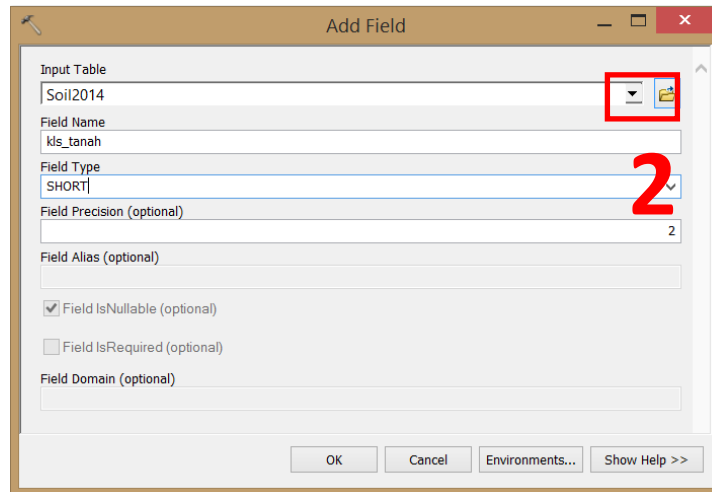 Add Field
Input Table
Soil2014
Field Name
kls_tanah
Field Type
SHORT
2
Field Precision (optional)
2
Field Alias (optional)
Field IsNullable (optional)
Field IsRequired (optional)
Field Domain (optional)
OK Cancel Environments... Show Help >>